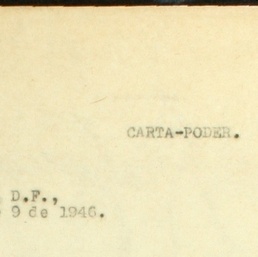 CARTA-PODER.
D.F.,
9 de 1946.